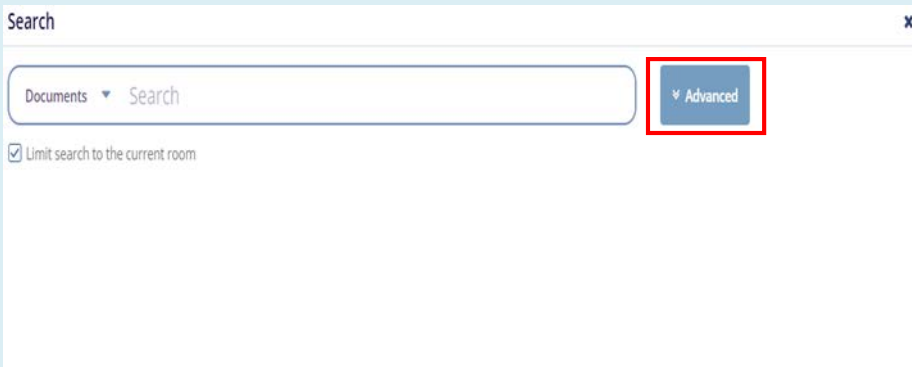 Search
Documents Search
Advanced
Limit search to the current room